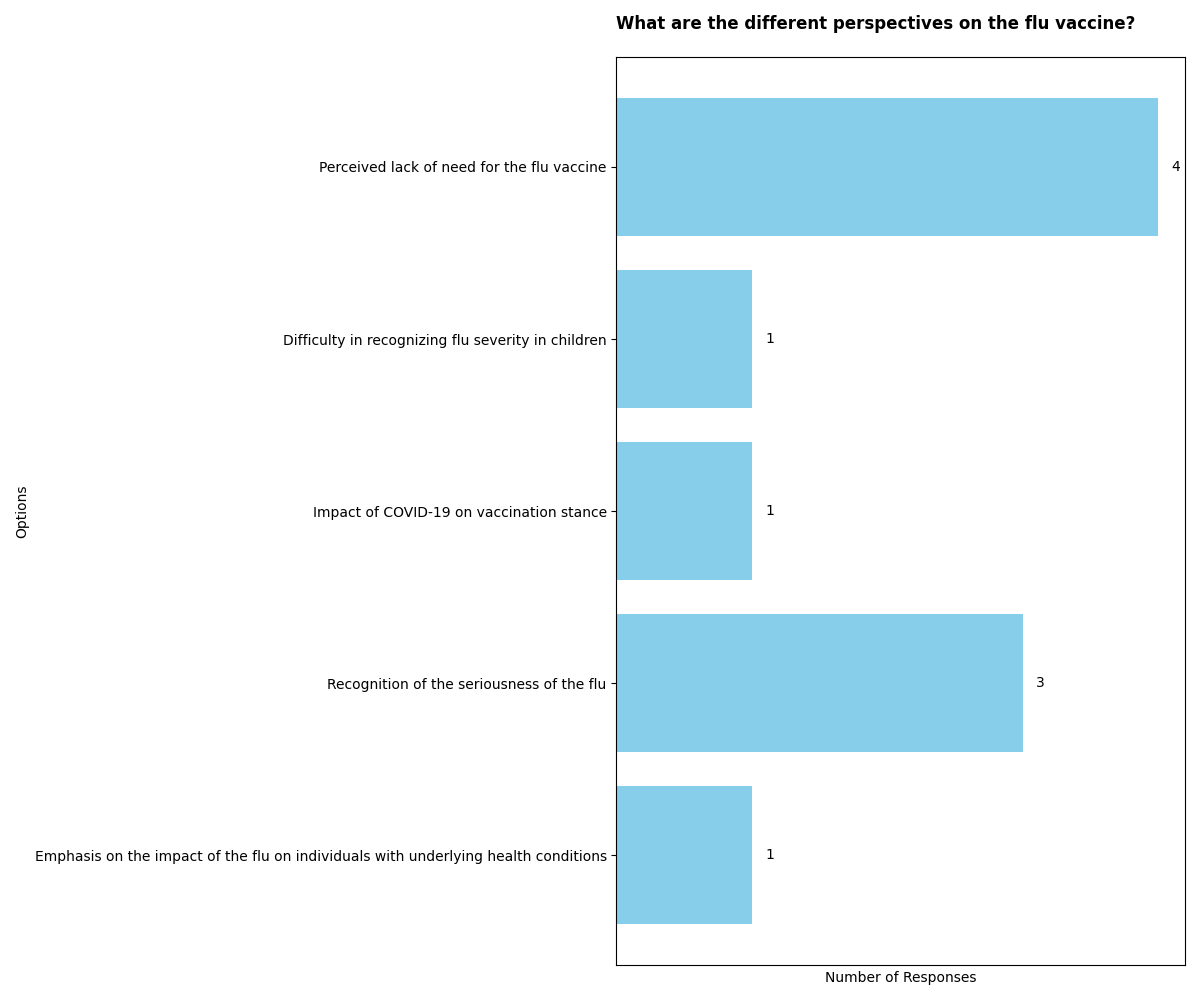 What are the different perspectives on the flu vaccine?
Perceived lack of need for the flu vaccine
4
Difficulty in recognizing flu severity in children
1
Impact of COVID-19 on vaccination stance
1
Recognition of the seriousness of the flu
3
Emphasis on the impact of the flu on individuals with underlying health conditions
1
Options
Number of Responses